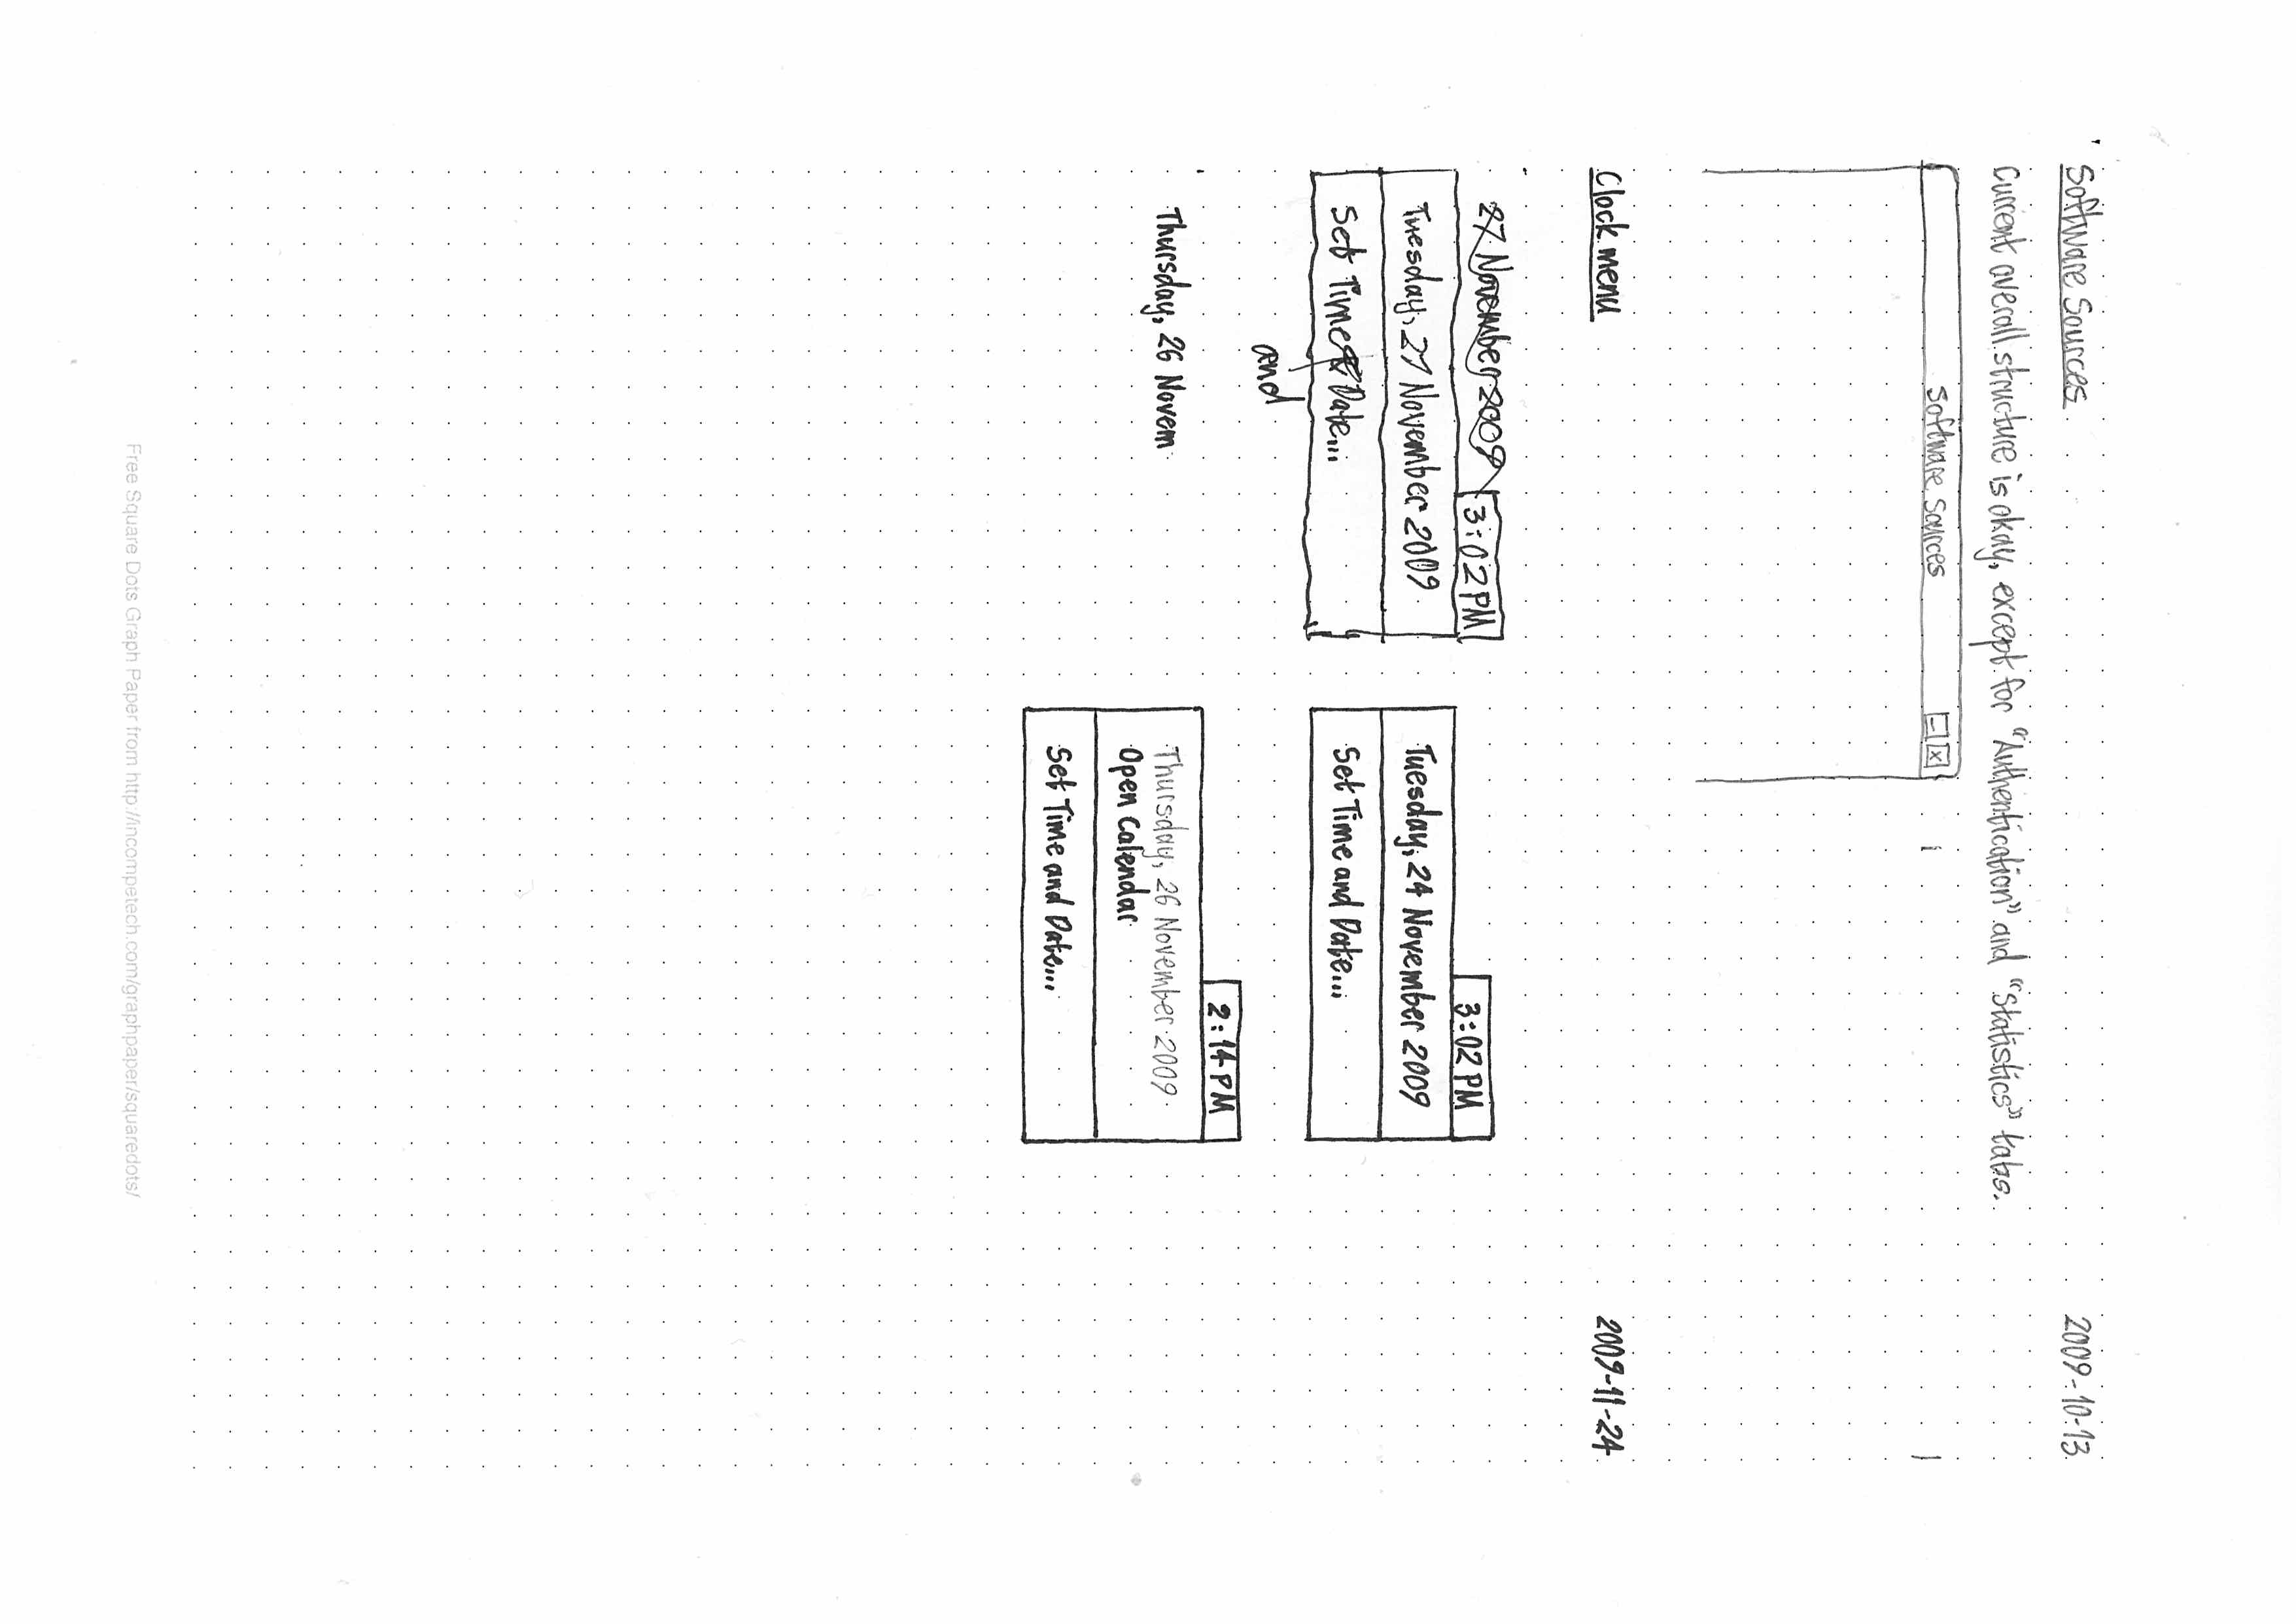 Software Sources 2009-10-13
Current overall structure is okay, except for “Authentication” and “Statistics” tabs.
Software Sources
Clock menu 2009-11-24
27 November 2009 3:02 PM
Tuesday, 27 November 2009
Set Time & Date...
and
3:02 PM
Tuesday, 24 November 2009
Set Time and Date...
Thursday, 26 Novem
2:14 PM
Thursday, 26 November 2009
Open Calendar
Set Time and Date...
Free Square Dots Graph Paper from http://incompetech.com/graphpaper/squaredots/